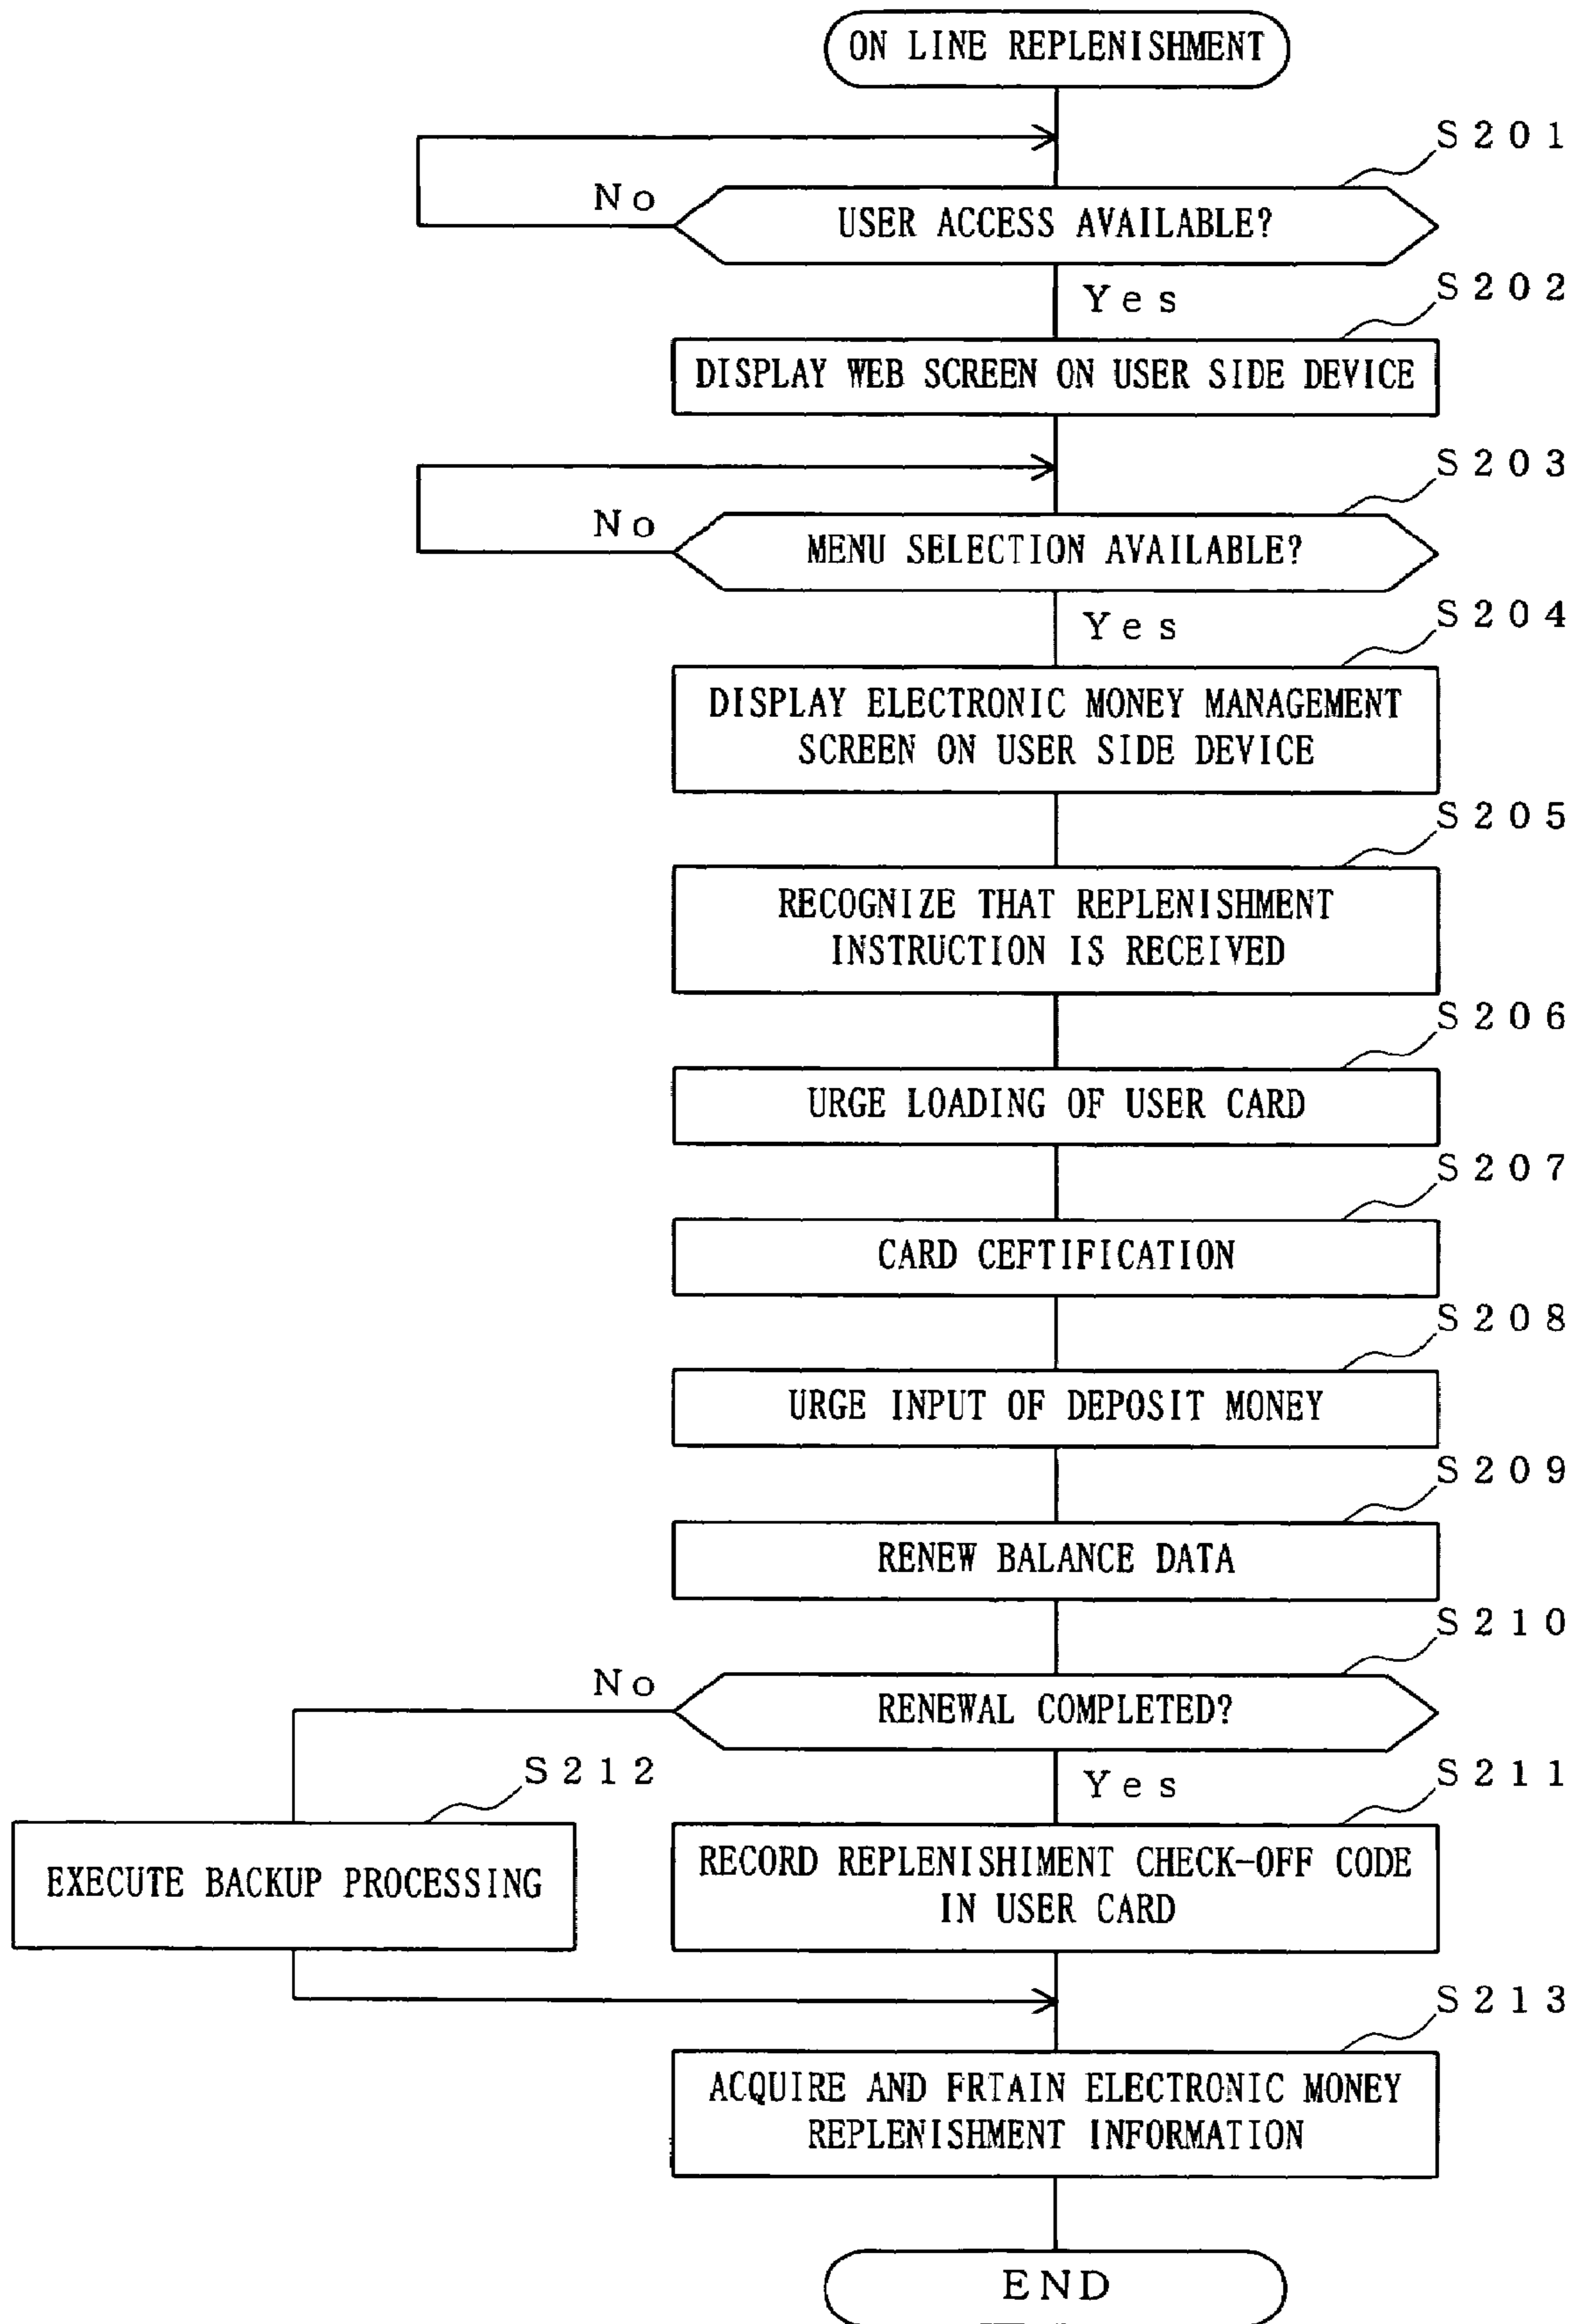 ON LINE REPLENISHMENT
S201
No
USER ACCESS AVAILABLE?
Yes
S202
DISPLAY WEB SCREEN ON USER SIDE DEVICE
S203
No
MENU SELECTION AVAILABLE?
Yes
S204
DISPLAY ELECTRONIC MONEY MANAGEMENT
SCREEN ON USER SIDE DEVICE
S205
RECOGNIZE THAT REPLENISHMENT
INSTRUCTION IS RECEIVED
S206
URGE LOADING OF USER CARD
S207
CARD CEFTIFICATION
S208
URGE INPUT OF DEPOSIT MONEY
S209
RENEW BALANCE DATA
S210
No
RENEWAL COMPLETED?
Yes
S211
S212
EXECUTE BACKUP PROCESSING
RECORD REPLENISHIMENT CHECK-OFF CODE
IN USER CARD
S213
ACQUIRE AND FRTAIN ELECTRONIC MONEY
REPLENISHMENT INFORMATION
END